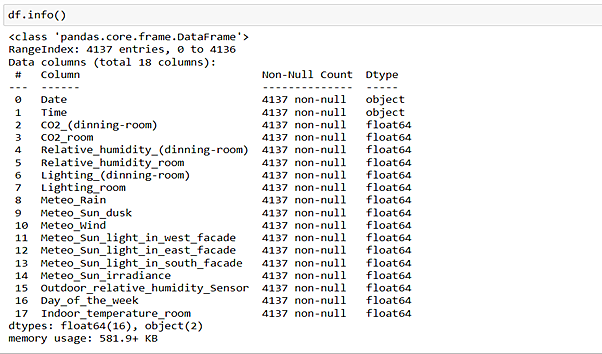 df.info()
<class 'pandas.core.frame.DataFrame'>
RangeIndex: 4137 entries, 0 to 4136
Data columns (total 18 columns):
 #   Column                            Non-Null Count  Dtype
---  ------                            --------------  -----
 0   Date                              4137 non-null   object
 1   Time                              4137 non-null   object
 2   CO2_(dinning-room)                4137 non-null   float64
 3   CO2_room                          4137 non-null   float64
 4   Relative_humidity_(dinning-room)  4137 non-null   float64
 5   Relative_humidity_room            4137 non-null   float64
 6   Lighting_(dinning-room)           4137 non-null   float64
 7   Lighting_room                     4137 non-null   float64
 8   Meteo_Rain                        4137 non-null   float64
 9   Meteo_Sun_dusk                    4137 non-null   float64
 10  Meteo_Wind                        4137 non-null   float64
 11  Meteo_Sun_light_in_west_facade    4137 non-null   float64
 12  Meteo_Sun_light_in_east_facade    4137 non-null   float64
 13  Meteo_Sun_light_in_south_facade   4137 non-null   float64
 14  Meteo_Sun_irradiance              4137 non-null   float64
 15  Outdoor_relative_humidity_Sensor  4137 non-null   float64
 16  Day_of_the_week                   4137 non-null   float64
 17  Indoor_temperature_room           4137 non-null   float64
dtypes: float64(16), object(2)
memory usage: 581.9+ KB